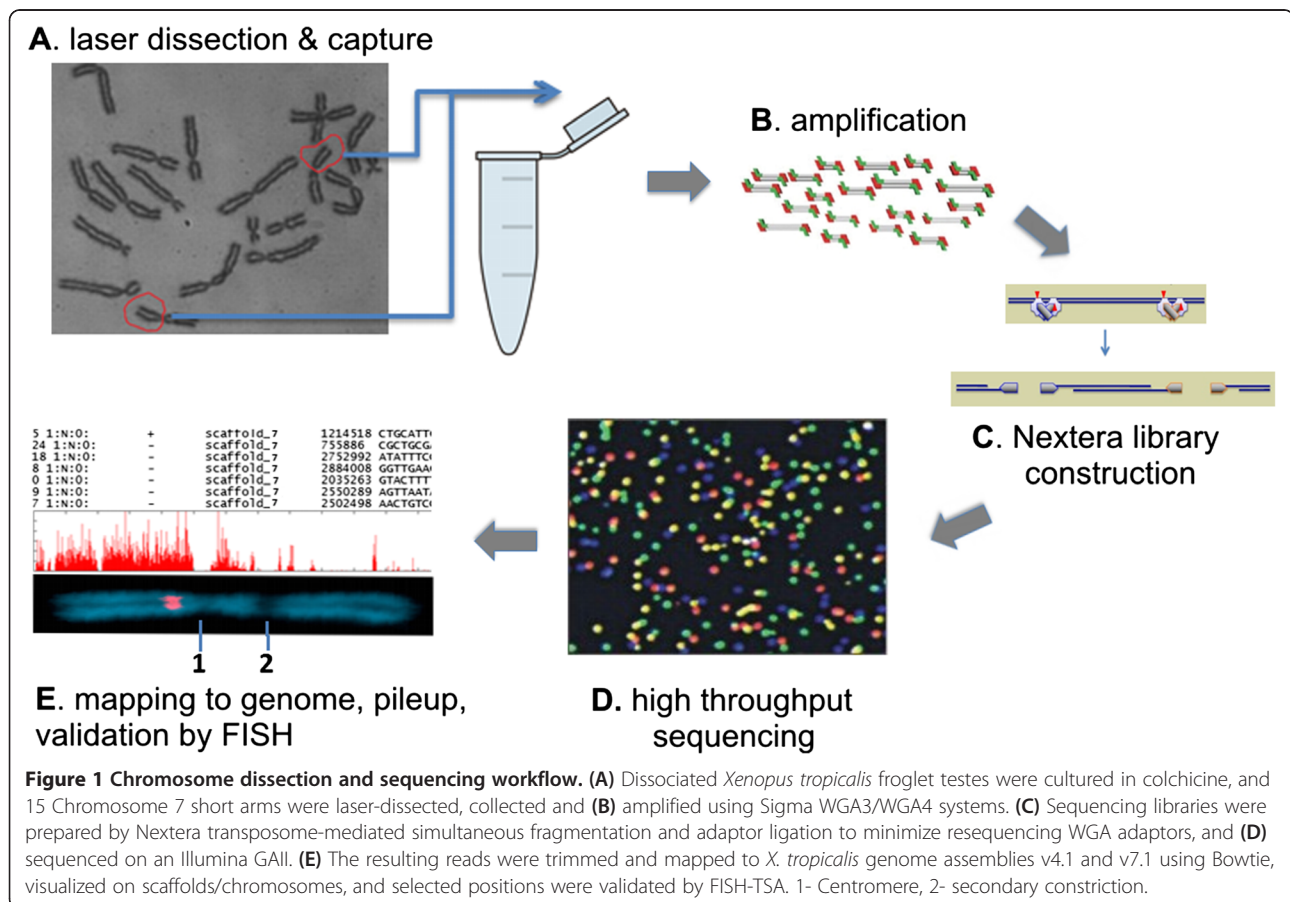 A. laser dissection & capture
B. amplification
C. Nextera library
construction
5 1:N:0: + scaffold_7 1214518 CTGCATT
24 1:N:0: - scaffold_7 755886 CGCTGCGA
18 1:N:0: - scaffold_7 2752992 ATATTTC
8 1:N:0: - scaffold_7 2884008 GGTTGAA
0 1:N:0: - scaffold_7 2035263 GTACTTT
9 1:N:0: - scaffold_7 2550289 AGTTAAT
7 1:N:0: - scaffold_7 2502498 AACTGTC
1 2
D. high throughput
sequencing
E. mapping to genome, pileup,
validation by FISH
Figure 1 Chromosome dissection and sequencing workflow. (A) Dissociated Xenopus tropicalis froglet testes were cultured in colchicine, and
15 Chromosome 7 short arms were laser-dissected, collected and (B) amplified using Sigma WGA3/WGA4 systems. (C) Sequencing libraries were
prepared by Nextera transposome-mediated simultaneous fragmentation and adaptor ligation to minimize resequencing WGA adaptors, and (D)
sequenced on an Illumina GAII. (E) The resulting reads were trimmed and mapped to X. tropicalis genome assemblies v4.1 and v7.1 using Bowtie,
visualized on scaffolds/chromosomes, and selected positions were validated by FISH-TSA. 1- Centromere, 2- secondary constriction.